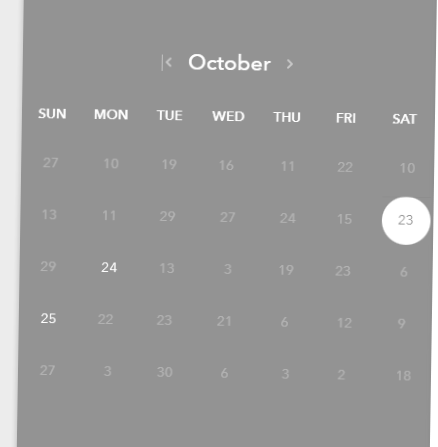 |< October >
SUN MON TUE WED THU FRI SAT
27 10 19 16 11 22 10
13 11 29 27 24 15 23
29 24 13 3 19 23 6
25 22 23 21 6 12 9
27 3 30 6 3 2 18